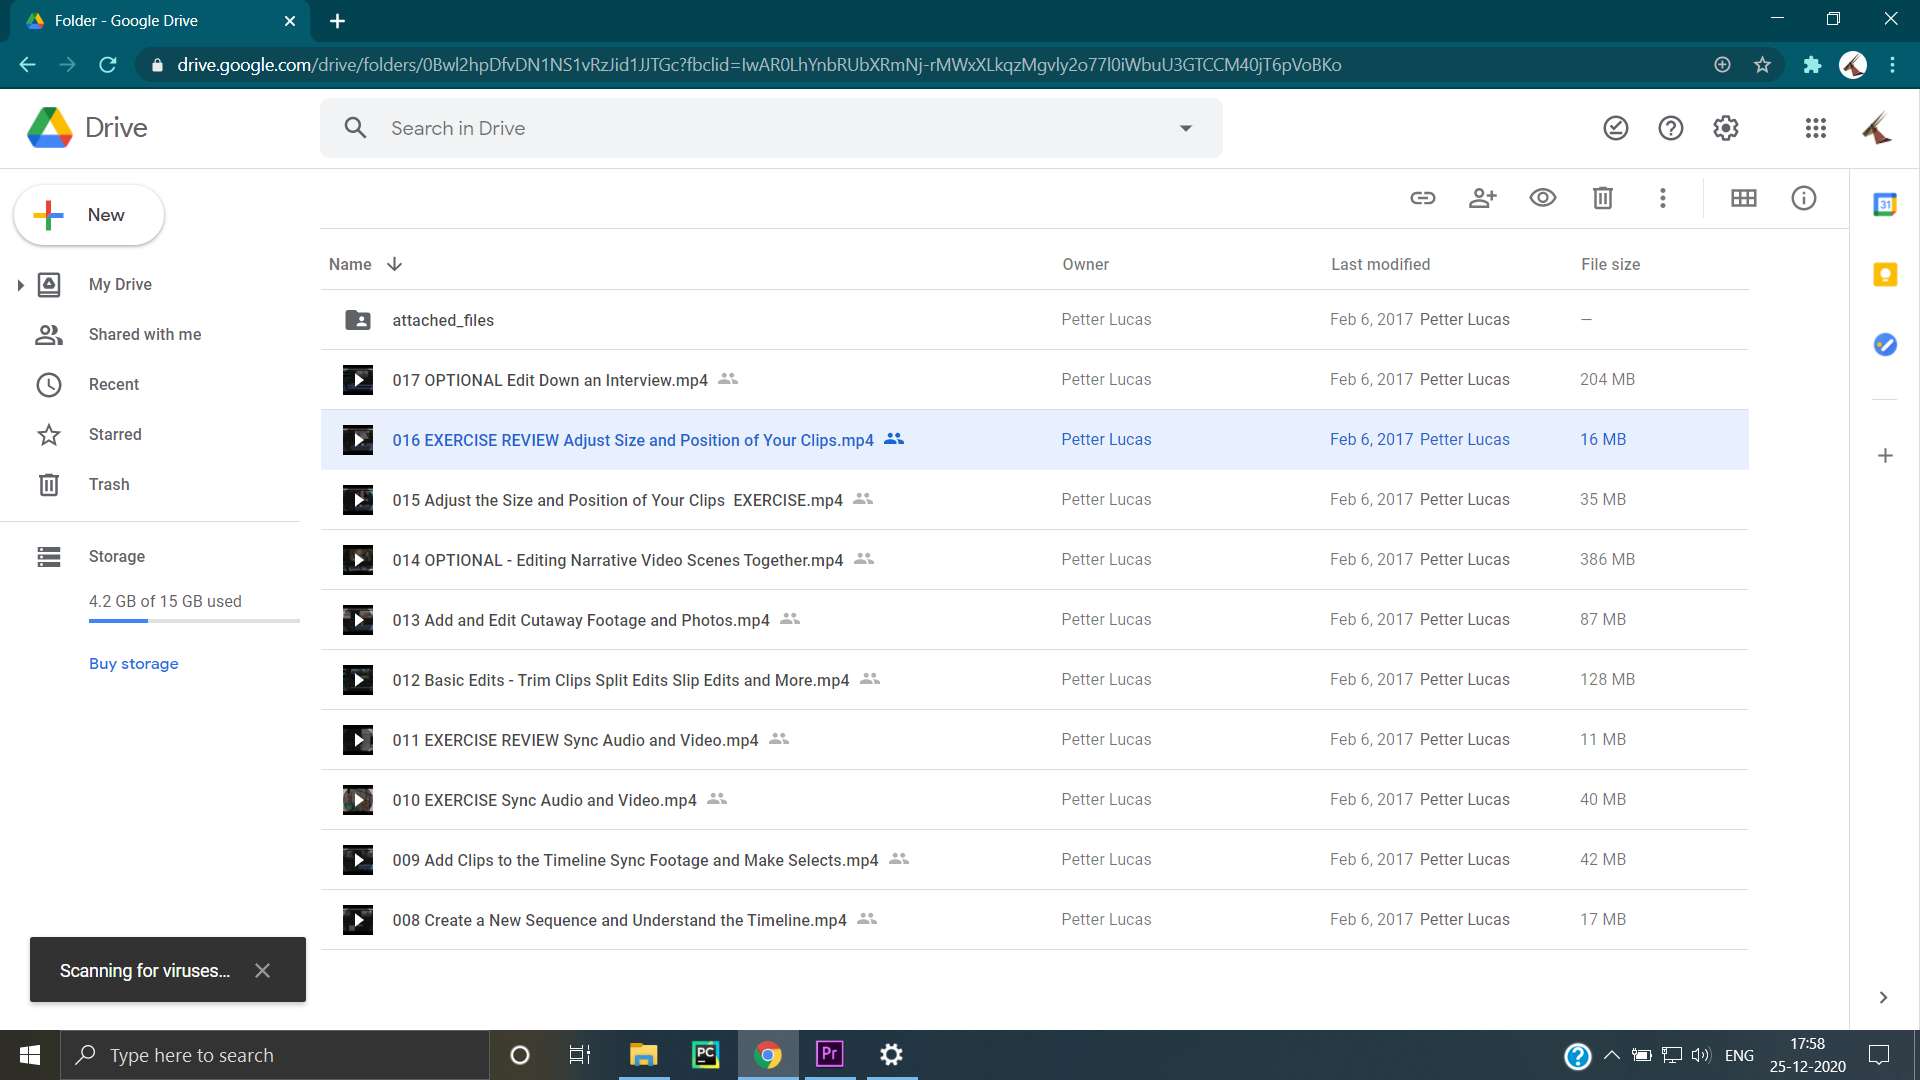 Folder - Google Drive
drive.google.com/drive/folders/0Bwl2hpDfvDN1NS1vRzJid1JJTGc?fbclid=IwAR0LhYnbRUbXRmNj-rMWxXLkqzMgvly2o77l0iWbuU3GTCCM40jT6pVoBKo
Drive
Search in Drive
New
My Drive
Shared with me
Recent
Starred
Trash
Storage
4.2 GB of 15 GB used
Buy storage
Name Owner Last modified File size
attached_files Petter Lucas Feb 6, 2017 Petter Lucas —
017 OPTIONAL Edit Down an Interview.mp4 Petter Lucas Feb 6, 2017 Petter Lucas 204 MB
016 EXERCISE REVIEW Adjust Size and Position of Your Clips.mp4 Petter Lucas Feb 6, 2017 Petter Lucas 16 MB
015 Adjust the Size and Position of Your Clips  EXERCISE.mp4 Petter Lucas Feb 6, 2017 Petter Lucas 35 MB
014 OPTIONAL - Editing Narrative Video Scenes Together.mp4 Petter Lucas Feb 6, 2017 Petter Lucas 386 MB
013 Add and Edit Cutaway Footage and Photos.mp4 Petter Lucas Feb 6, 2017 Petter Lucas 87 MB
012 Basic Edits - Trim Clips Split Edits Slip Edits and More.mp4 Petter Lucas Feb 6, 2017 Petter Lucas 128 MB
011 EXERCISE REVIEW Sync Audio and Video.mp4 Petter Lucas Feb 6, 2017 Petter Lucas 11 MB
010 EXERCISE Sync Audio and Video.mp4 Petter Lucas Feb 6, 2017 Petter Lucas 40 MB
009 Add Clips to the Timeline Sync Footage and Make Selects.mp4 Petter Lucas Feb 6, 2017 Petter Lucas 42 MB
008 Create a New Sequence and Understand the Timeline.mp4 Petter Lucas Feb 6, 2017 Petter Lucas 17 MB
31
Scanning for viruses...
Type here to search
PC
Pr
ENG
17:58
25-12-2020